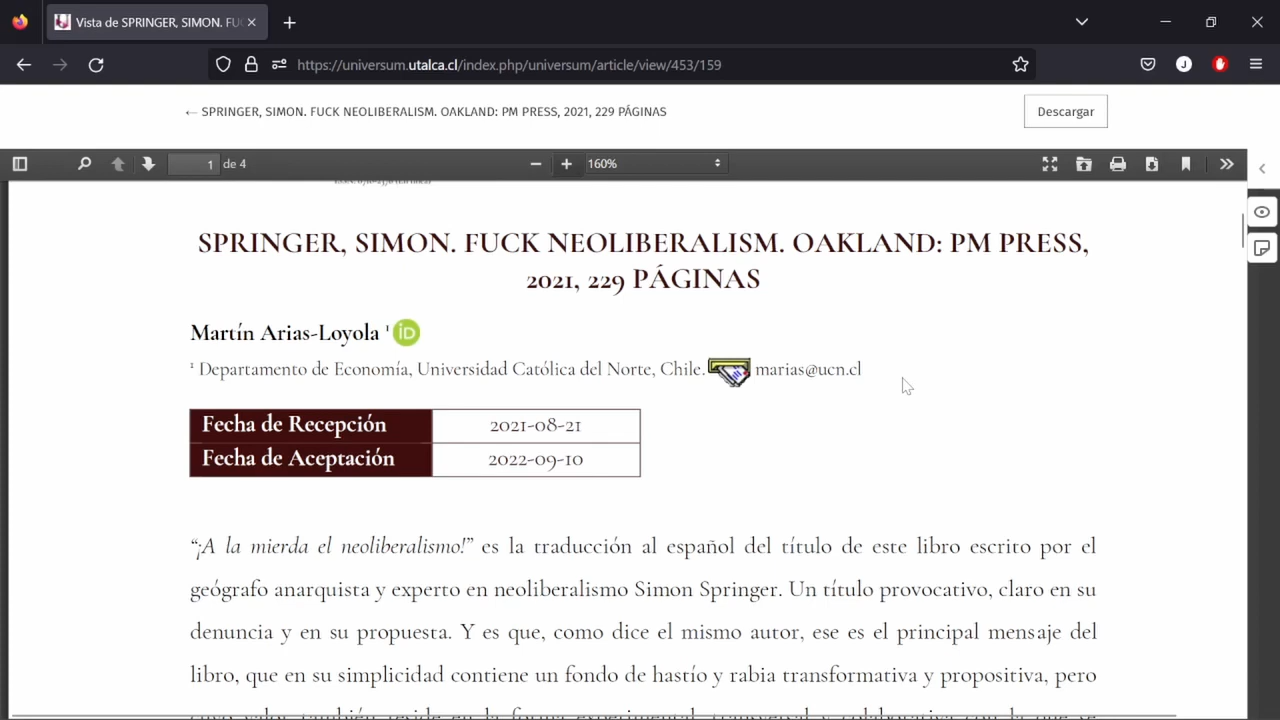 Vista de SPRINGER, SIMON. FU
https://universum.utalca.cl/index.php/universum/article/view/453/159
← SPRINGER, SIMON. FUCK NEOLIBERALISM. OAKLAND: PM PRESS, 2021, 229 PÁGINAS
Descargar
1 de 4
160%
SPRINGER, SIMON. FUCK NEOLIBERALISM. OAKLAND: PM PRESS,
2021, 229 PÁGINAS
Martín Arias-Loyola ¹ iD
¹ Departamento de Economía, Universidad Católica del Norte, Chile. marias@ucn.cl
Fecha de Recepción 2021-08-21
Fecha de Aceptación 2022-09-10
“¡A la mierda el neoliberalismo!” es la traducción al español del título de este libro escrito por el
geógrafo anarquista y experto en neoliberalismo Simon Springer. Un título provocativo, claro en su
denuncia y en su propuesta. Y es que, como dice el mismo autor, ese es el principal mensaje del
libro, que en su simplicidad contiene un fondo de hastío y rabia transformativa y propositiva, pero